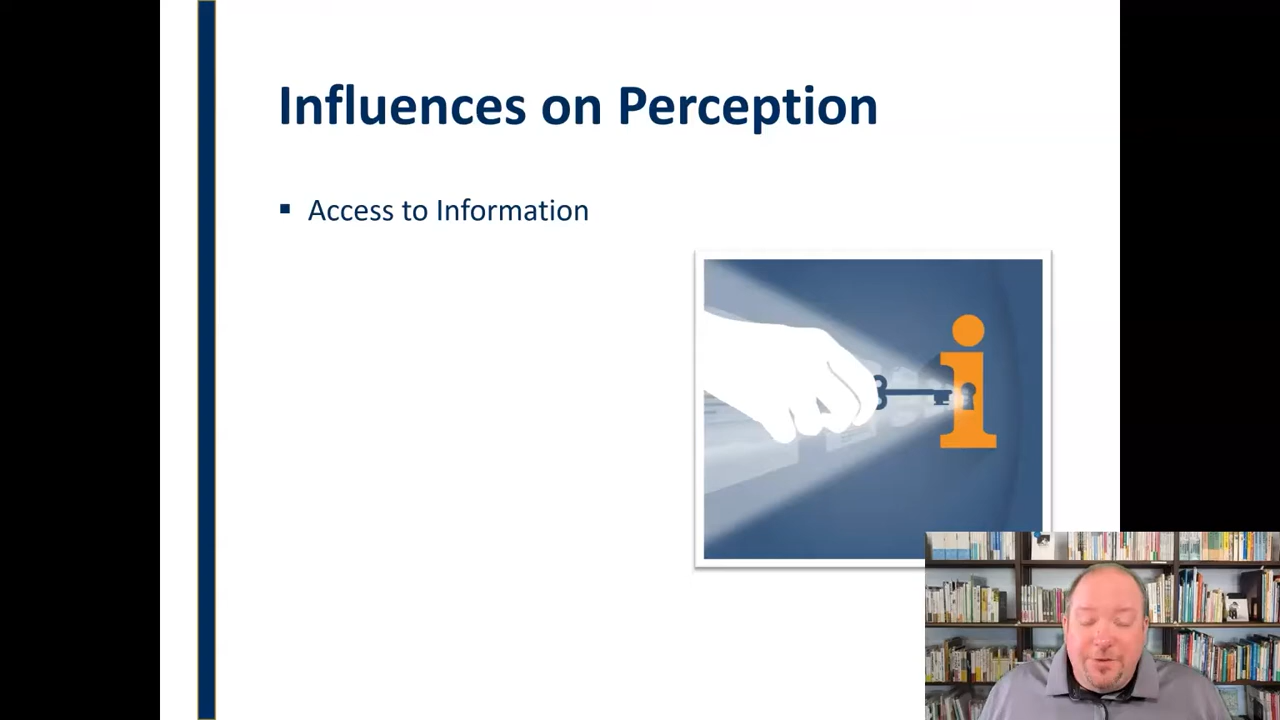 Influences on Perception
Access to Information
i